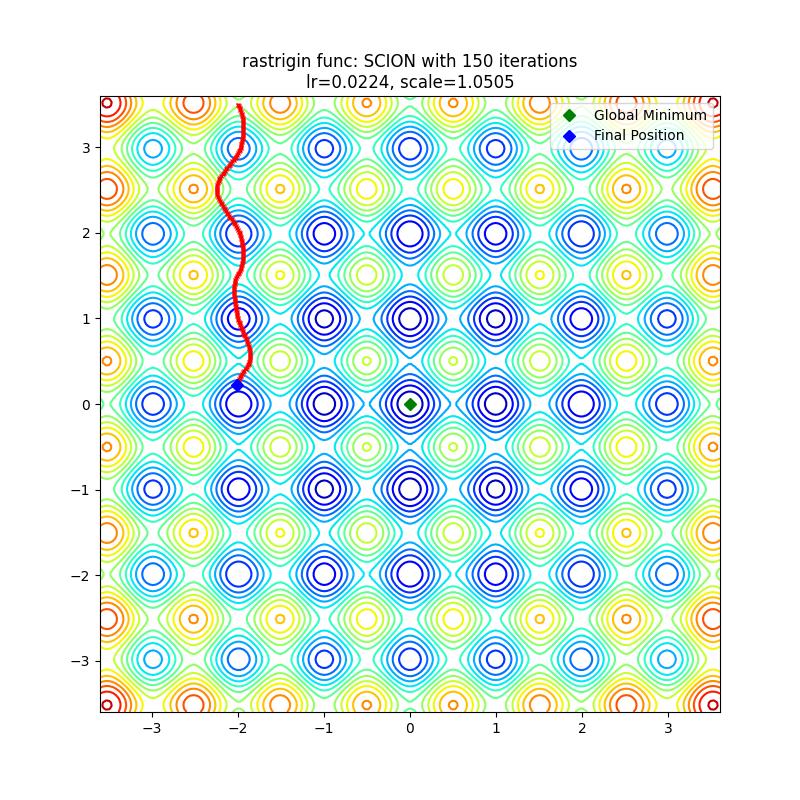 rastrigin func: SCION with 150 iterations
lr=0.0224, scale=1.0505
Global Minimum
Final Position
3
2
1
0
−1
−2
−3
−3 −2 −1 0 1 2 3